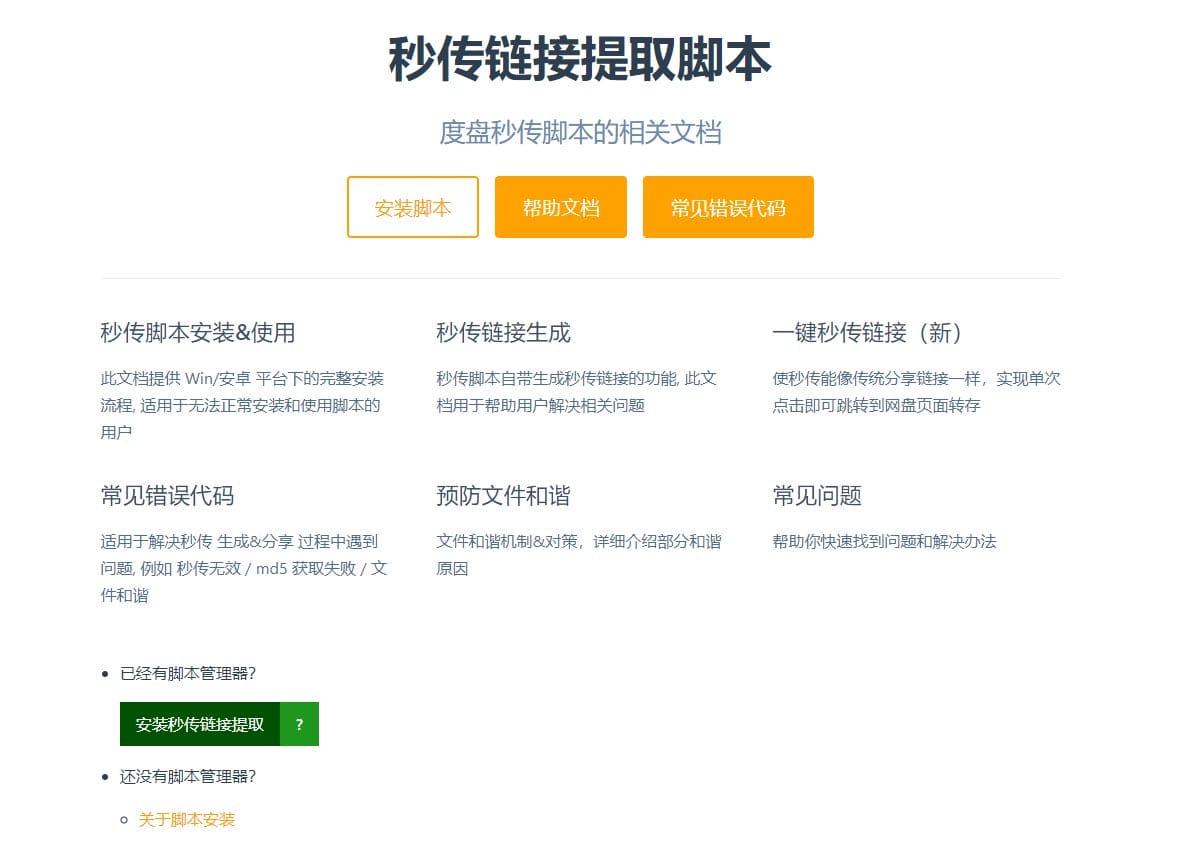 秒传链接提取脚本
度盘秒传脚本的相关文档
安装脚本
帮助文档
常见错误代码
秒传脚本安装&使用
此文档提供 Win/安卓 平台下的完整安装
流程, 适用于无法正常安装和使用脚本的
用户
秒传链接生成
秒传脚本自带生成秒传链接的功能, 此文
档用于帮助用户解决相关问题
一键秒传链接（新）
使秒传能像传统分享链接一样，实现单次
点击即可跳转到网盘页面转存
常见错误代码
适用于解决秒传 生成&分享 过程中遇到
问题, 例如 秒传无效 / md5 获取失败 / 文
件和谐
预防文件和谐
文件和谐机制&对策，详细介绍部分和谐
原因
常见问题
帮助你快速找到问题和解决办法
已经有脚本管理器?
安装秒传链接提取 ?
还没有脚本管理器?
关于脚本安装